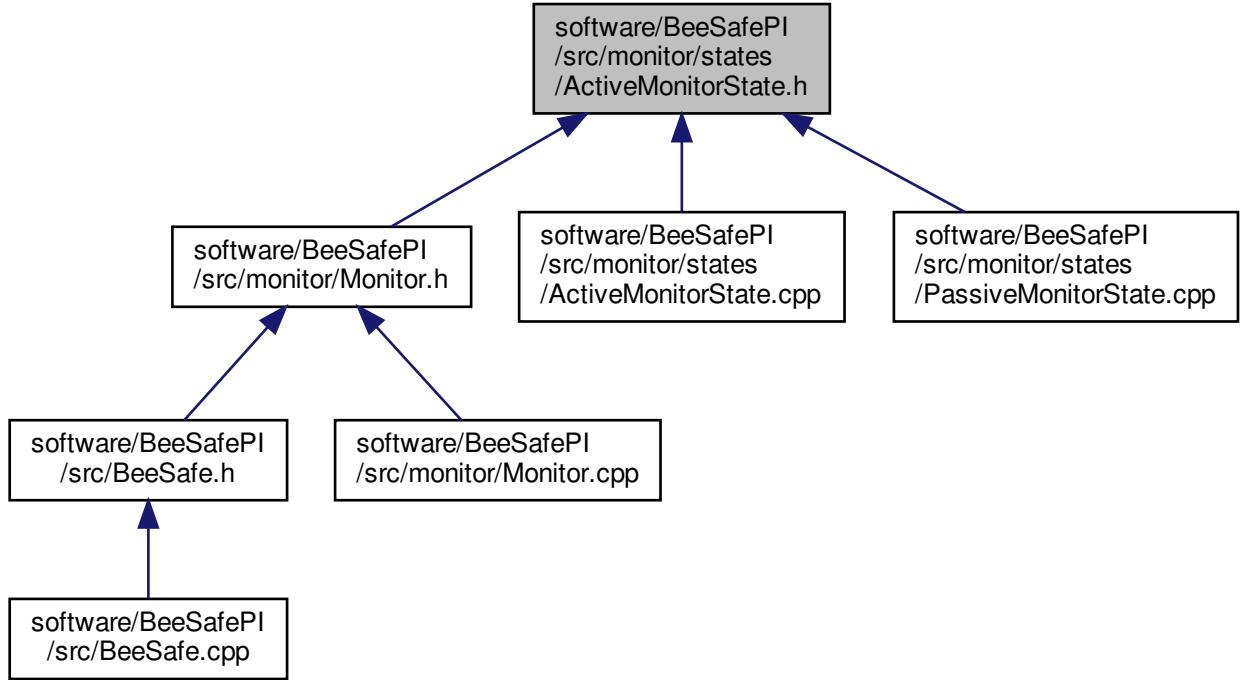 software/BeeSafePI
/src/monitor/states
/ActiveMonitorState.h
software/BeeSafePI
/src/monitor/Monitor.h
software/BeeSafePI
/src/monitor/states
/ActiveMonitorState.cpp
software/BeeSafePI
/src/monitor/states
/PassiveMonitorState.cpp
software/BeeSafePI
/src/BeeSafe.h
software/BeeSafePI
/src/monitor/Monitor.cpp
software/BeeSafePI
/src/BeeSafe.cpp